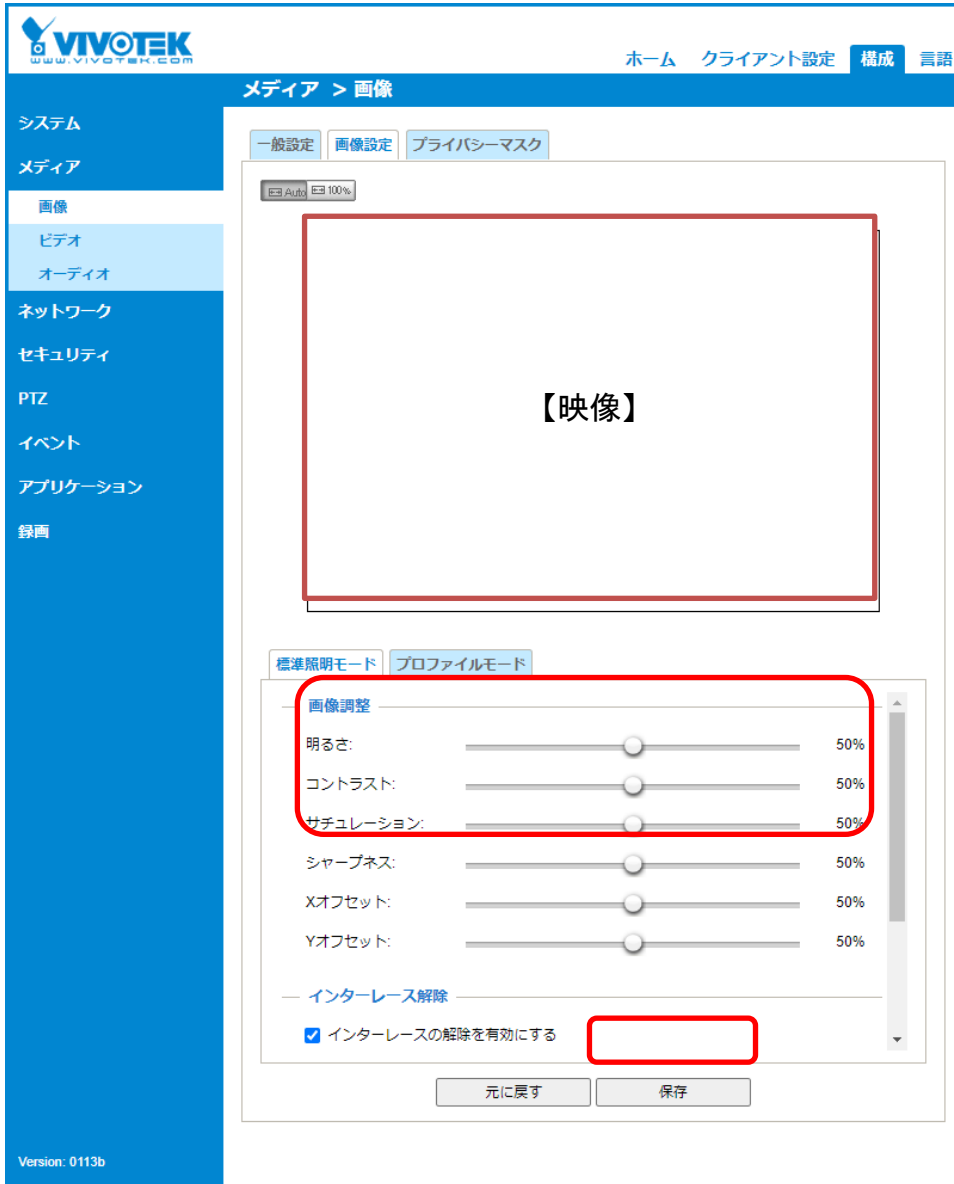 VIVOTEK
WWW.VIVOTEK.COM
ホーム クライアント設定 構成 言語
メディア > 画像
システム
メディア
画像
ビデオ
オーディオ
ネットワーク
セキュリティ
PTZ
イベント
アプリケーション
録画
Version: 0113b
一般設定 画像設定 プライバシーマスク
Auto 100%
【映像】
標準照明モード プロファイルモード
画像調整
明るさ: 50%
コントラスト: 50%
サチュレーション: 50%
シャープネス: 50%
Xオフセット: 50%
Yオフセット: 50%
インターレース解除
インターレースの解除を有効にする
元に戻す 保存